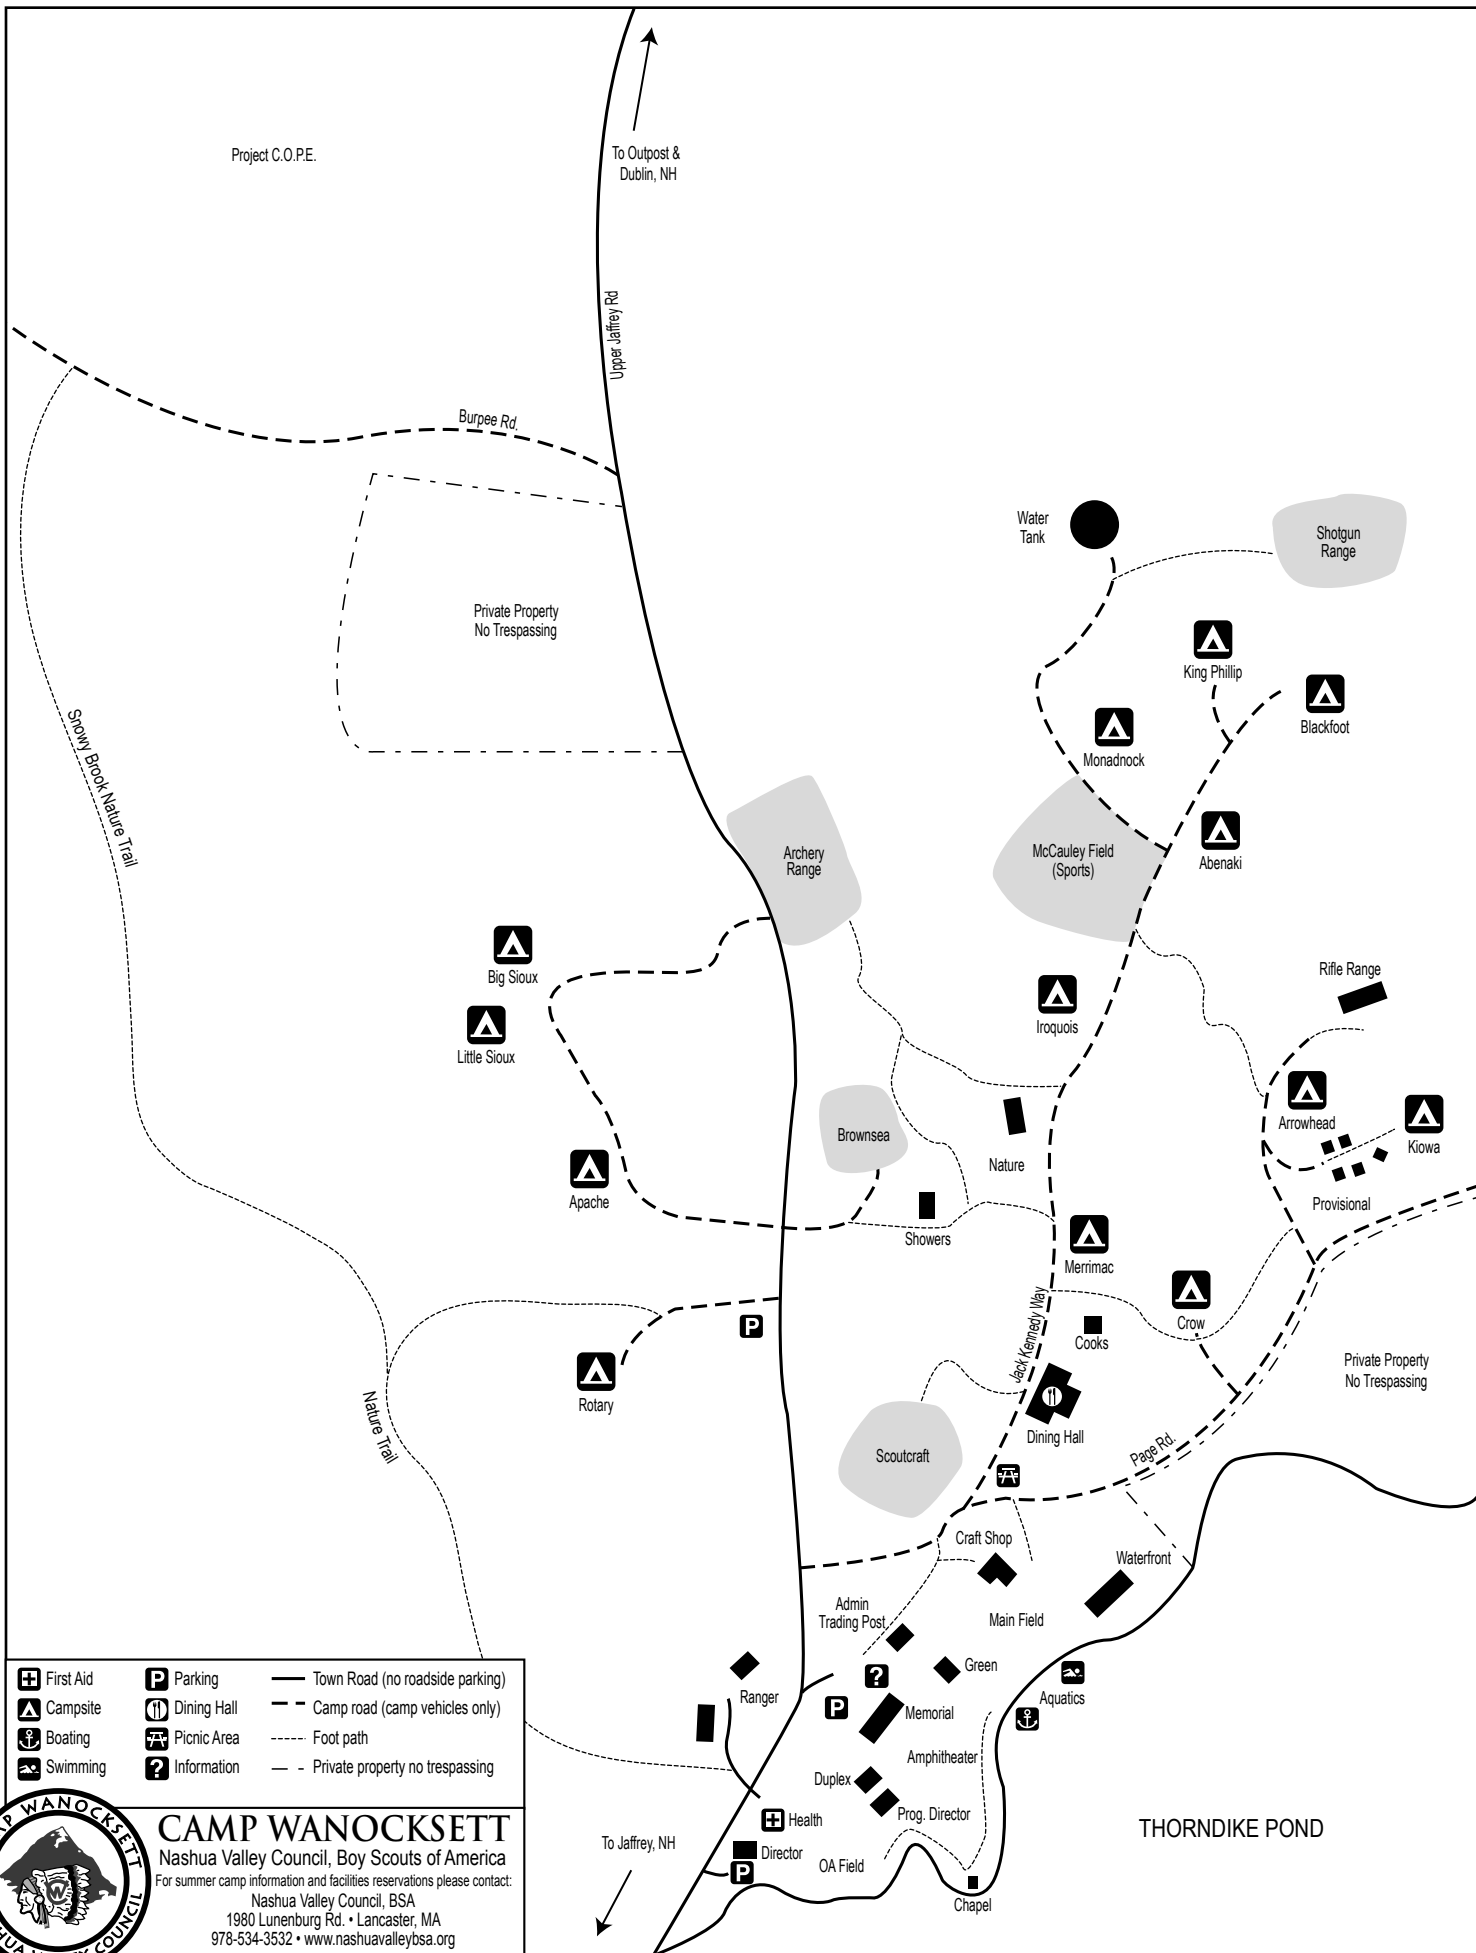 Project C.O.P.E.
To Outpost &
Dublin, NH
Upper Jaffrey Rd
Burpee Rd.
Water
Tank
Shotgun
Range
Private Property
No Trespassing
King Phillip
Blackfoot
Monadnock
Snowy Brook Nature Trail
Archery
Range
McCauley Field
(Sports)
Abenaki
Big Sioux
Rifle Range
Iroquois
Little Sioux
Arrowhead
Brownsea
Kiowa
Nature
Apache
Provisional
Showers
Merrimac
Jack Kennedy Way
P
Crow
Cooks
Private Property
No Trespassing
Rotary
Nature Trail
Dining Hall
Scoutcraft
Page Rd.
Craft Shop
Waterfront
Admin
Trading Post
Main Field
Green
?
Ranger
Aquatics
P
Memorial
Amphitheater
Duplex
Prog. Director
Health
THORNDIKE POND
To Jaffrey, NH
Director
OA Field
P
Chapel
First Aid
P Parking
Town Road (no roadside parking)
Campsite
Dining Hall
Camp road (camp vehicles only)
Boating
Picnic Area
Foot path
Swimming
? Information
Private property no trespassing
CAMP WANOCKSETT
Nashua Valley Council, Boy Scouts of America
For summer camp information and facilities reservations please contact:
Nashua Valley Council, BSA
1980 Lunenburg Rd. • Lancaster, MA
978-534-3532 • www.nashuavalleybsa.org
WANOCKSETT
W
COUNCIL